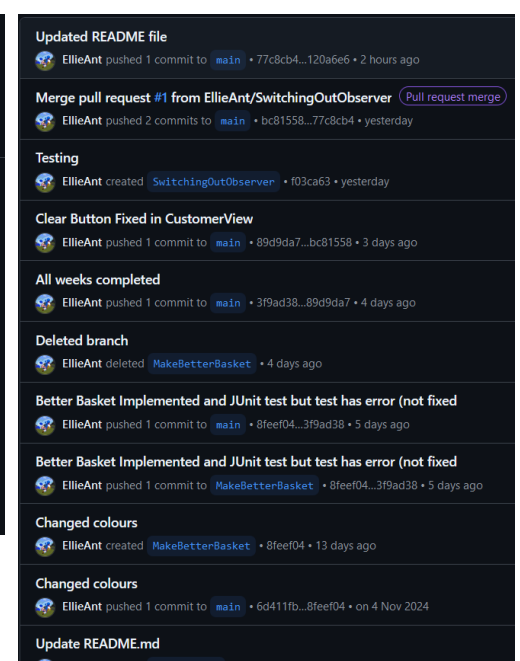 Updated README file
EllieAnt pushed 1 commit to main • 77c8cb4...120a6e6 • 2 hours ago
Merge pull request #1 from EllieAnt/SwitchingOutObserver Pull request merge
EllieAnt pushed 2 commits to main • bc81558...77c8cb4 • yesterday
Testing
EllieAnt created SwitchingOutObserver • f03ca63 • yesterday
Clear Button Fixed in CustomerView
EllieAnt pushed 1 commit to main • 89d9da7...bc81558 • 3 days ago
All weeks completed
EllieAnt pushed 1 commit to main • 3f9ad38...89d9da7 • 4 days ago
Deleted branch
EllieAnt deleted MakeBetterBasket • 4 days ago
Better Basket Implemented and JUnit test but test has error (not fixed
EllieAnt pushed 1 commit to main • 8feef04...3f9ad38 • 5 days ago
Better Basket Implemented and JUnit test but test has error (not fixed
EllieAnt pushed 1 commit to MakeBetterBasket • 8feef04...3f9ad38 • 5 days ago
Changed colours
EllieAnt created MakeBetterBasket • 8feef04 • 13 days ago
Changed colours
EllieAnt pushed 1 commit to main • 6d411fb...8feef04 • on 4 Nov 2024
Update README.md